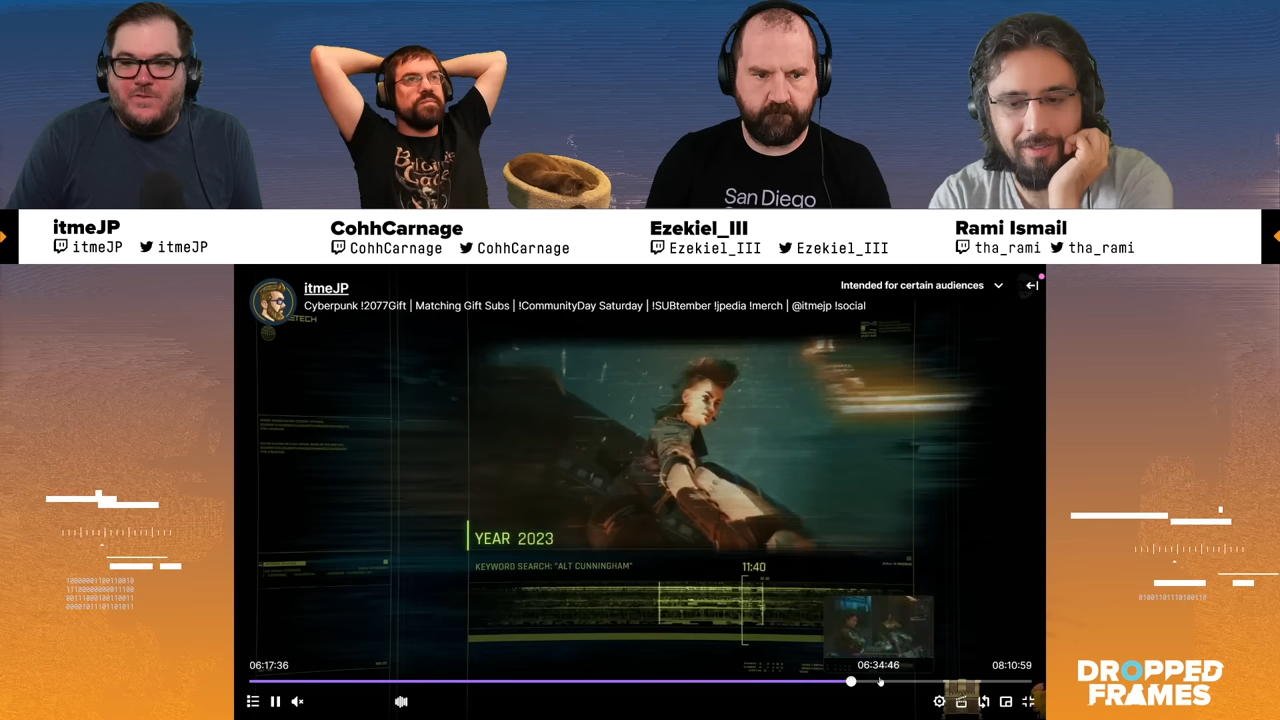 San Diego
itmeJP
itmeJP itmeJP
CohhCarnage
CohhCarnage CohhCarnage
Ezekiel_III
Ezekiel_III Ezekiel_III
Rami Ismail
tha_rami tha_rami
itmeJP
Intended for certain audiences
Cyberpunk !2077Gift | Matching Gift Subs | !CommunityDay Saturday | !SUBtember !jpedia !merch | @itmejp !social
YEAR 2023
KEYWORD SEARCH: "ALT CUNNINGHAM"
11:40
06:17:36
06:34:46
08:10:59
DROPPED
FRAMES